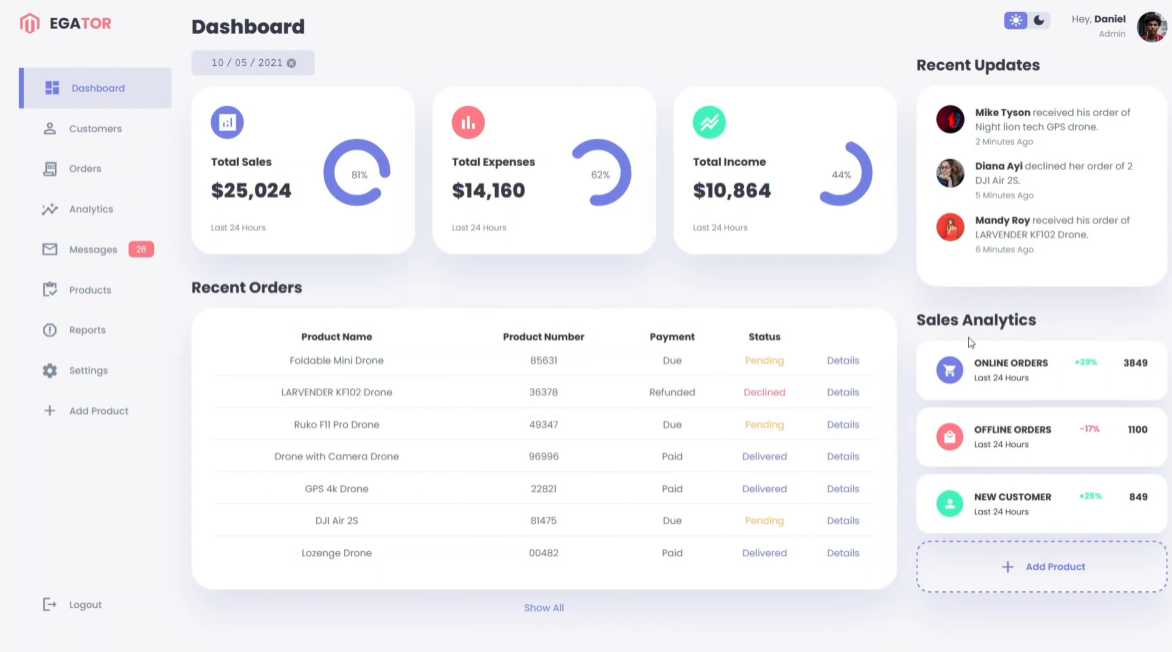 EGATOR
Dashboard
10 / 05 / 2021
Hey, Daniel
Admin
Dashboard
Customers
Orders
Analytics
Messages 26
Products
Reports
Settings
Add Product
Logout
Total Sales
$25,024
81%
Last 24 Hours
Total Expenses
$14,160
62%
Last 24 Hours
Total Income
$10,864
44%
Last 24 Hours
Recent Orders
Product Name Product Number Payment Status
Foldable Mini Drone 85631 Due Pending Details
LARVENDER KF102 Drone 36378 Refunded Declined Details
Ruko F11 Pro Drone 49347 Due Pending Details
Drone with Camera Drone 96996 Paid Delivered Details
GPS 4k Drone 22821 Paid Delivered Details
DJI Air 2S 81475 Due Pending Details
Lozenge Drone 00482 Paid Delivered Details
Show All
Recent Updates
Mike Tyson received his order of
Night lion tech GPS drone.
2 Minutes Ago
Diana Ayi declined her order of 2
DJI Air 2S.
5 Minutes Ago
Mandy Roy received his order of
LARVENDER KF102 Drone.
6 Minutes Ago
Sales Analytics
ONLINE ORDERS +39% 3849
Last 24 Hours
OFFLINE ORDERS -17% 1100
Last 24 Hours
NEW CUSTOMER +25% 849
Last 24 Hours
Add Product